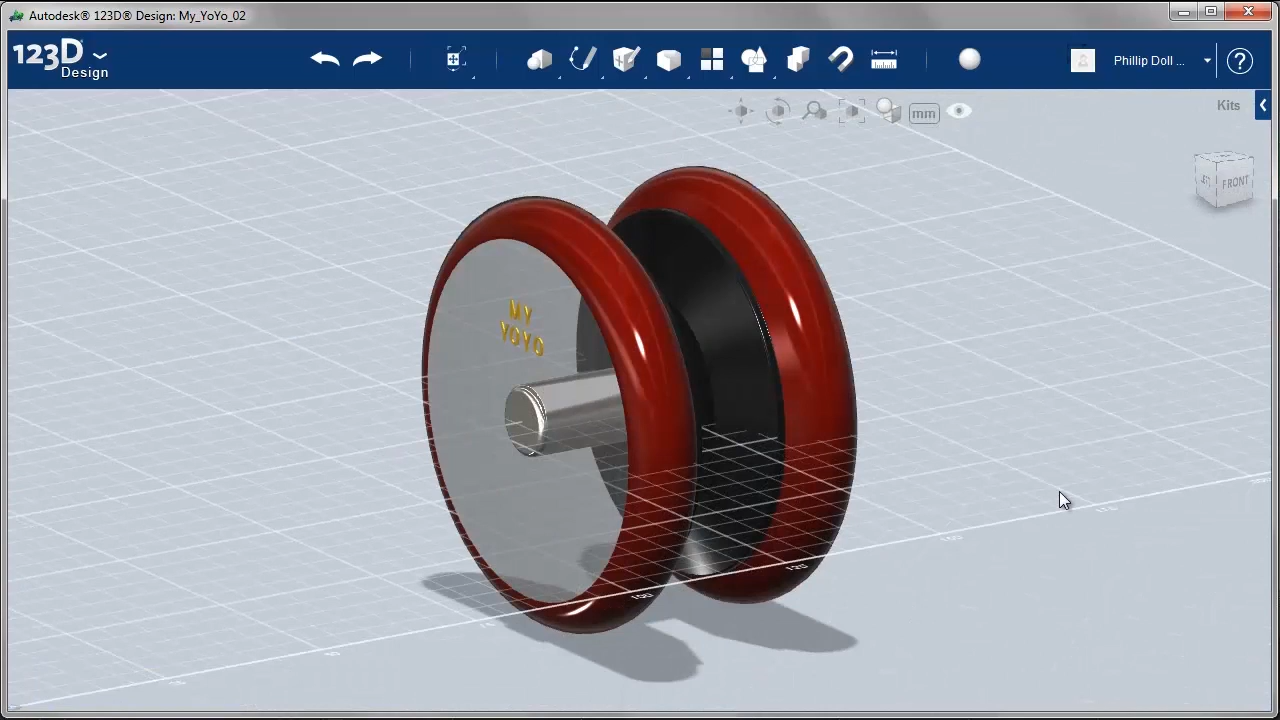 Autodesk® 123D® Design: My_YoYo_02
123D
Design
Phillip Doll ...
?
mm
Kits
FRONT
MY
YOYO